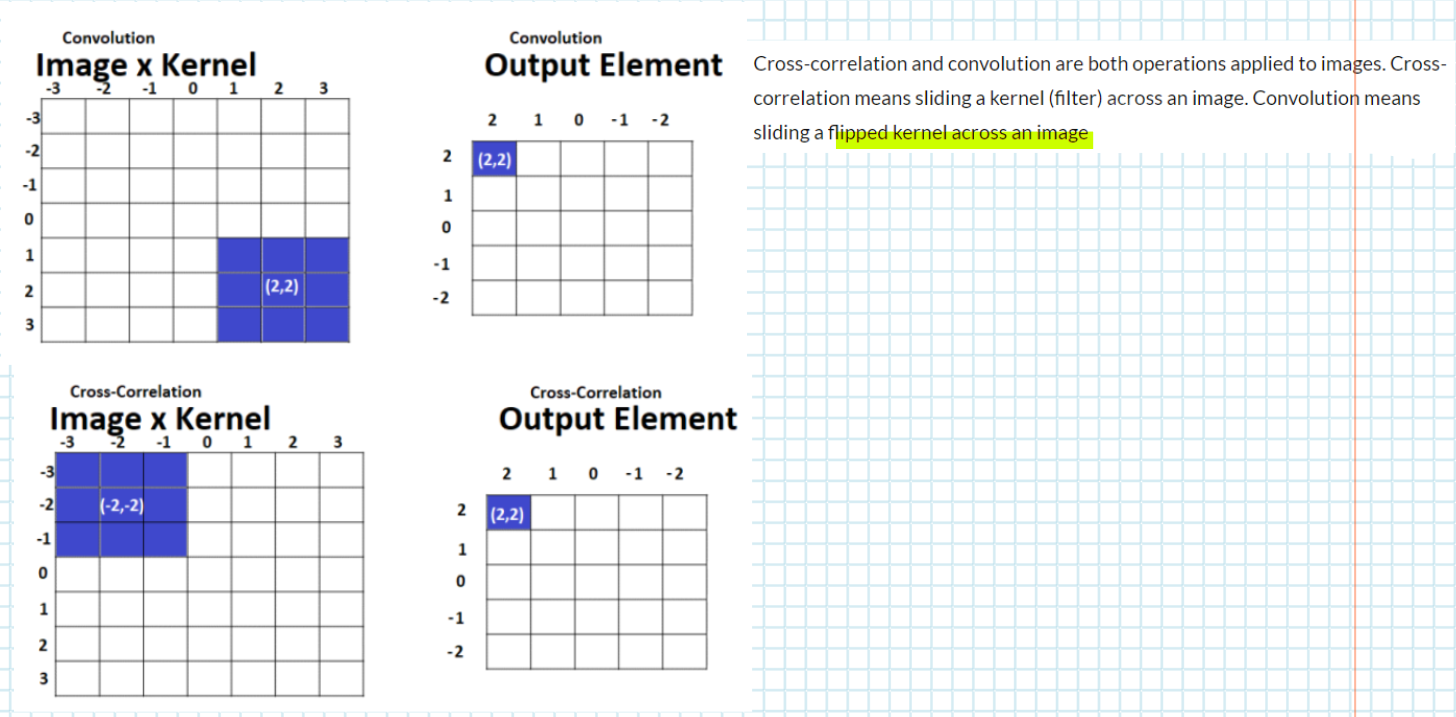 Convolution
Image x Kernel
-3 -2 -1 0 1 2 3
-3
-2
-1
0
1
2 (2,2)
3
Convolution
Output Element
2 1 0 -1 -2
2 (2,2)
1
0
-1
-2
Cross-correlation and convolution are both operations applied to images. Cross-
correlation means sliding a kernel (filter) across an image. Convolution means
sliding a flipped kernel across an image
Cross-Correlation
Image x Kernel
-3 -2 -1 0 1 2 3
-3
-2 (-2,-2)
-1
0
1
2
3
Cross-Correlation
Output Element
2 1 0 -1 -2
2 (2,2)
1
0
-1
-2